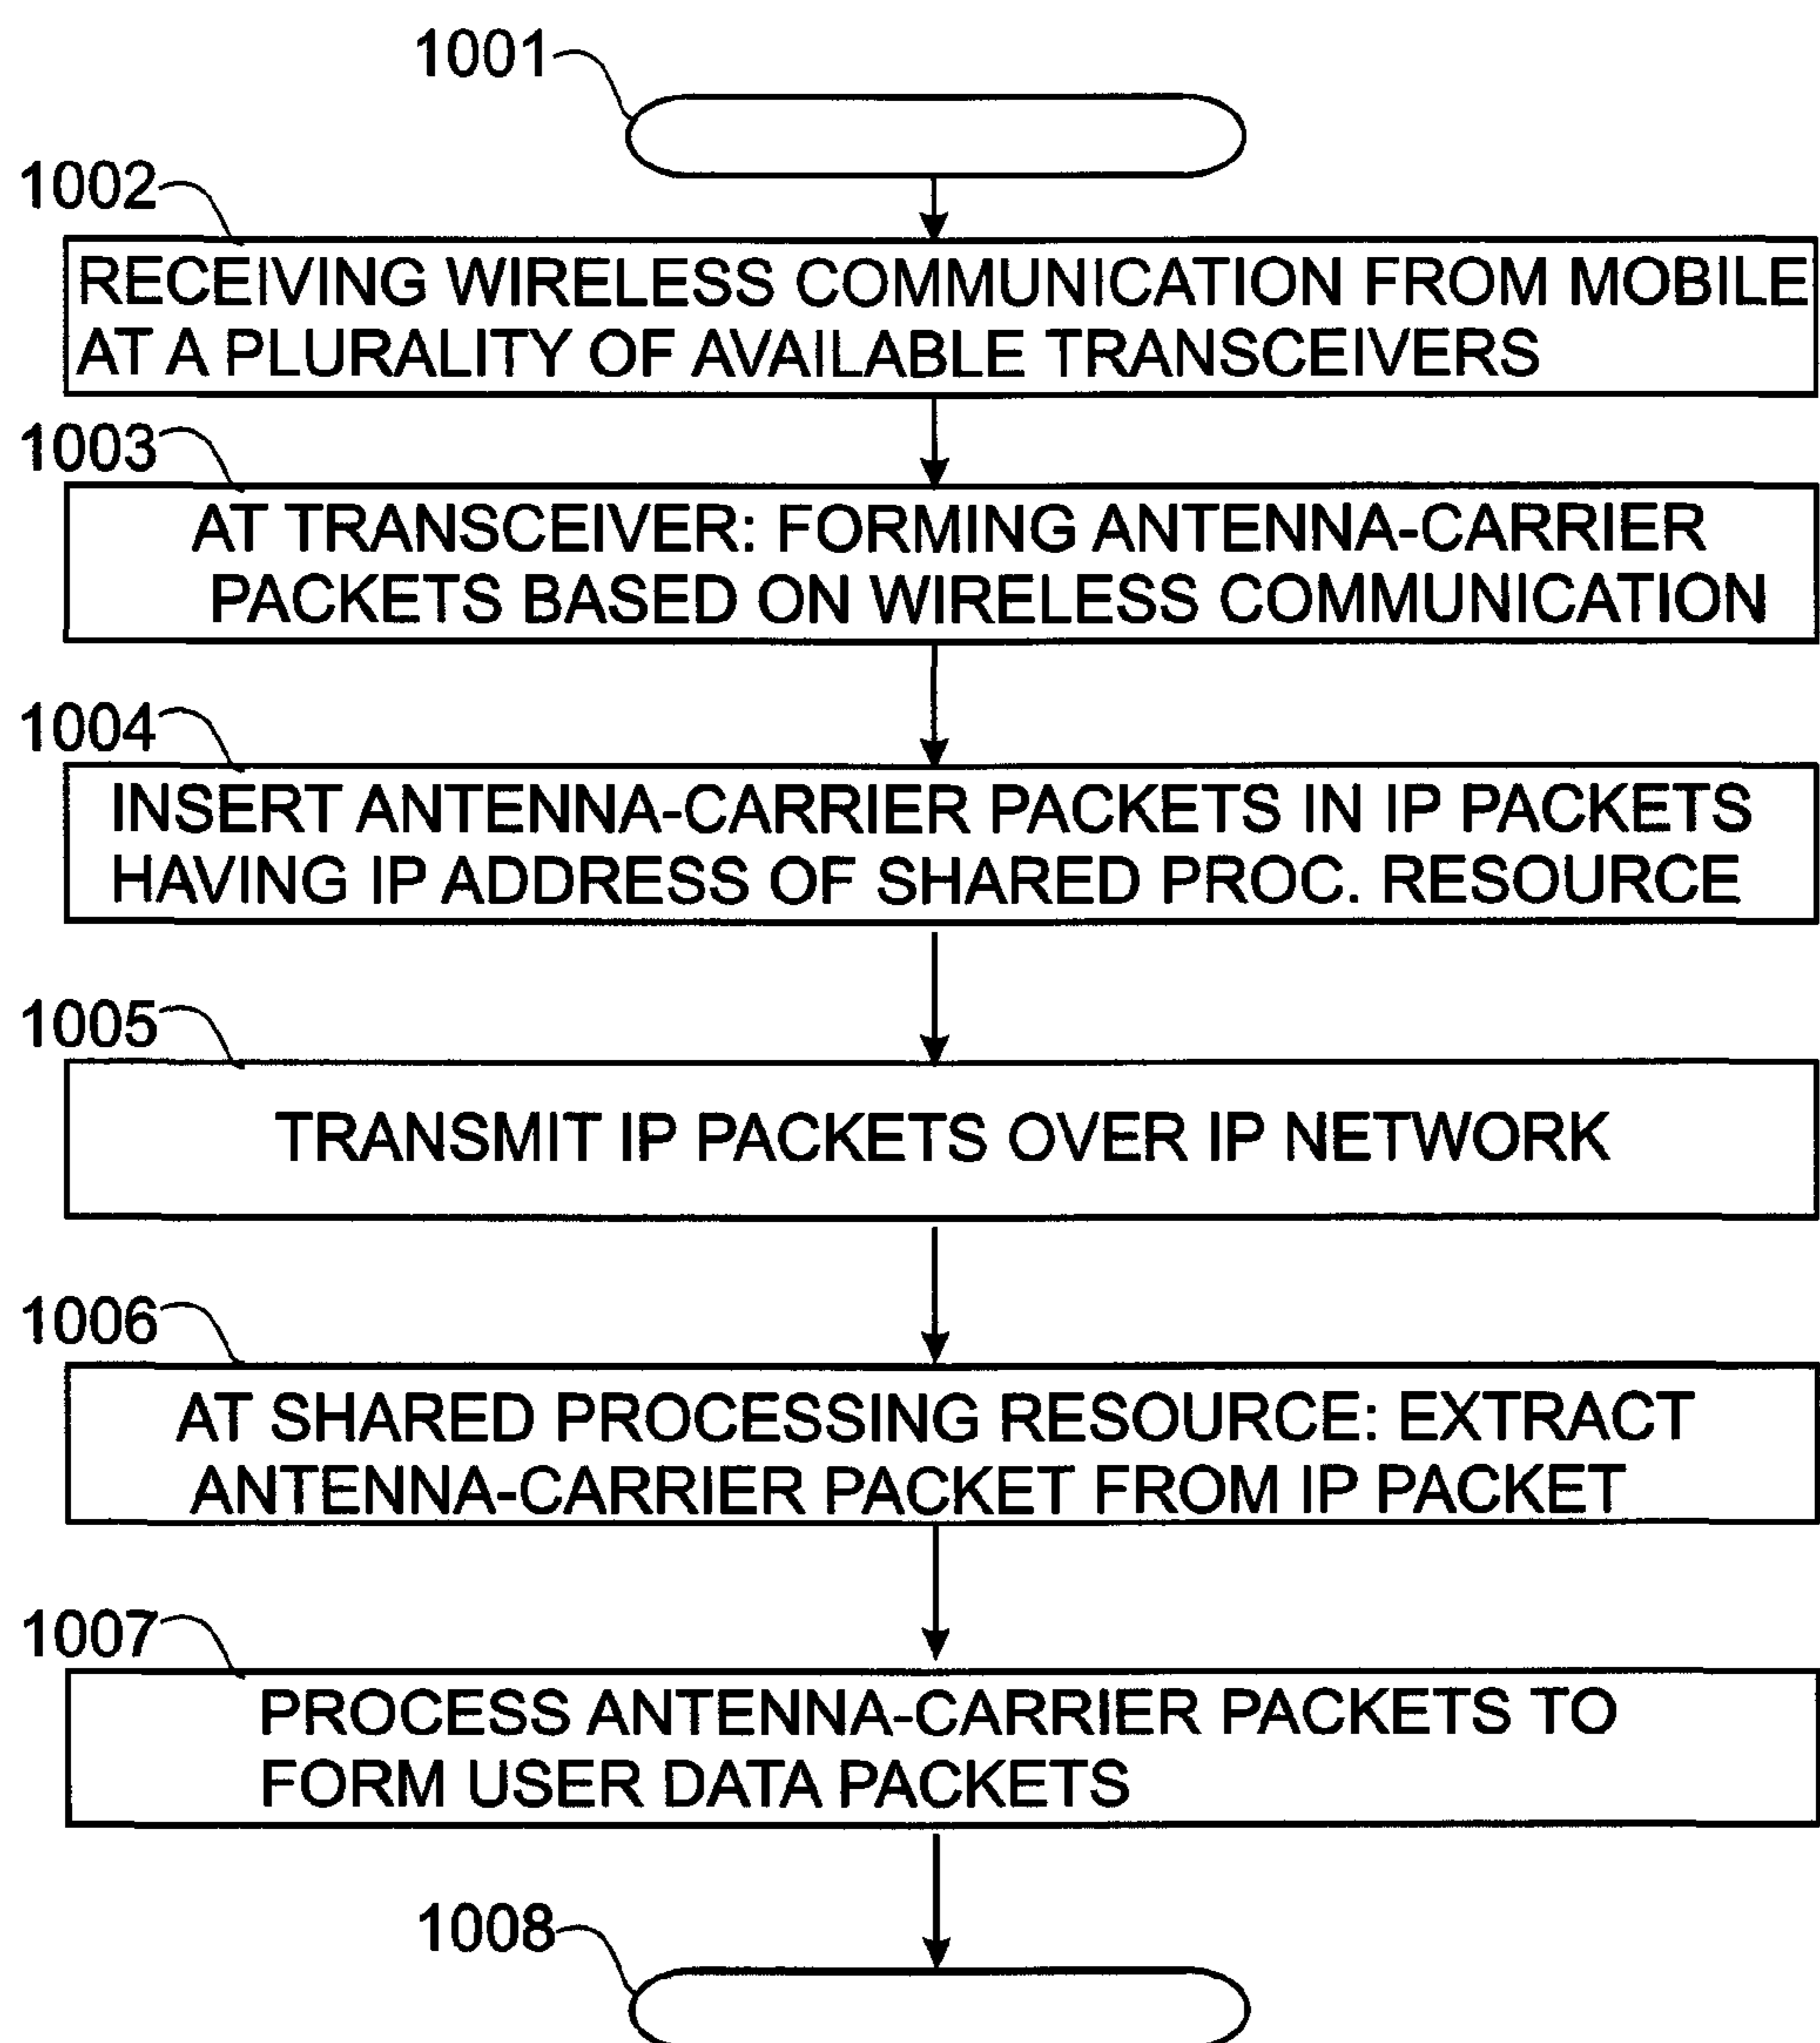 1001
1002
RECEIVING WIRELESS COMMUNICATION FROM MOBILE
AT A PLURALITY OF AVAILABLE TRANSCEIVERS
1003
AT TRANSCEIVER: FORMING ANTENNA-CARRIER
PACKETS BASED ON WIRELESS COMMUNICATION
1004
INSERT ANTENNA-CARRIER PACKETS IN IP PACKETS
HAVING IP ADDRESS OF SHARED PROC. RESOURCE
1005
TRANSMIT IP PACKETS OVER IP NETWORK
1006
AT SHARED PROCESSING RESOURCE: EXTRACT
ANTENNA-CARRIER PACKET FROM IP PACKET
1007
PROCESS ANTENNA-CARRIER PACKETS TO
FORM USER DATA PACKETS
1008